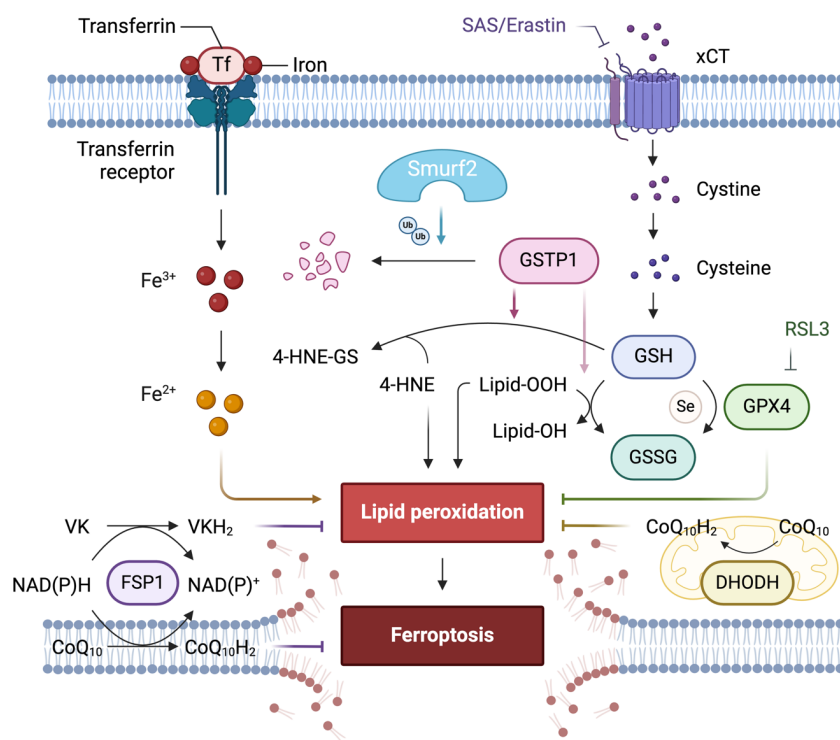 Transferrin
SAS/Erastin
Tf
Iron
xCT
Transferrin
receptor
Smurf2
Cystine
Ub
Ub
GSTP1
Cysteine
Fe³⁺
RSL3
4-HNE-GS
GSH
4-HNE
Lipid-OOH
Fe²⁺
Se
GPX4
Lipid-OH
GSSG
Lipid peroxidation
VK
VKH₂
CoQ₁₀H₂
CoQ₁₀
NAD(P)H
FSP1
NAD(P)⁺
DHODH
Ferroptosis
CoQ₁₀
CoQ₁₀H₂